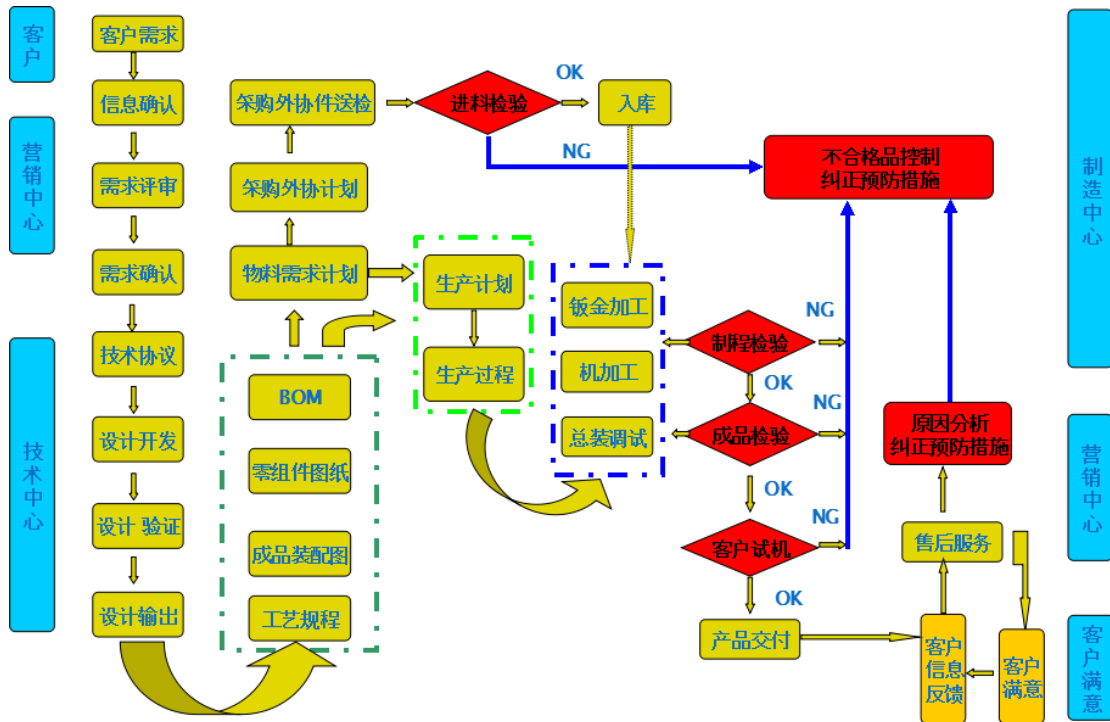 客户
营销中心
技术中心
客户需求
信息确认
需求评审
需求确认
技术协议
设计开发
设计 验证
设计输出
采购外协件送检
采购外协计划
物料需求计划
BOM
零组件图纸
成品装配图
工艺规程
生产计划
生产过程
进料检验
OK
NG
入库
钣金加工
机加工
总装调试
制程检验
NG
OK
成品检验
NG
OK
客户试机
NG
OK
产品交付
不合格品控制
纠正预防措施
原因分析
纠正预防措施
售后服务
客户
信息
反馈
客户
满意
制造中心
营销中心
客户满意